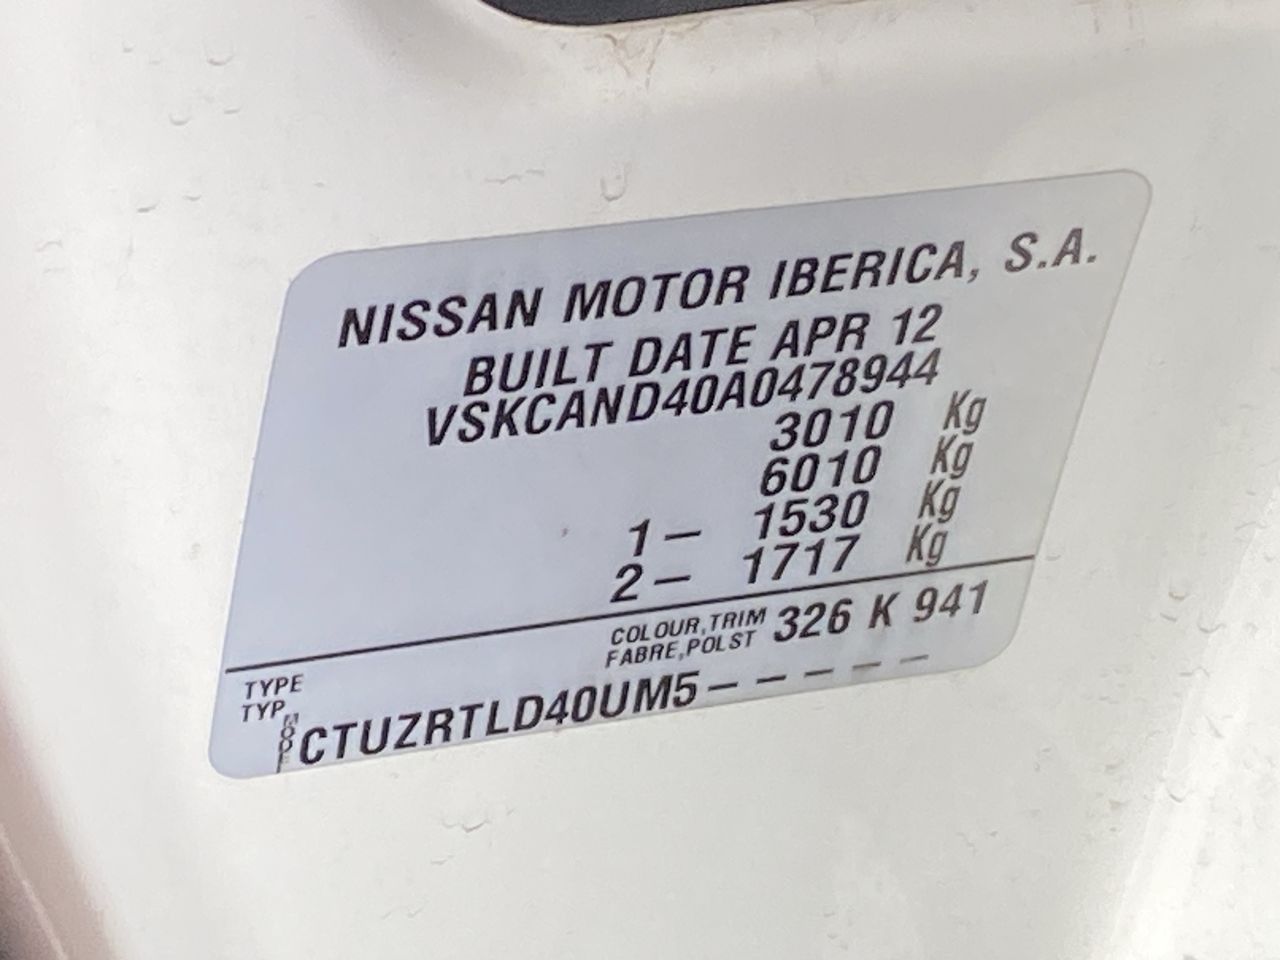 NISSAN MOTOR IBERICA, S.A.
BUILT DATE APR 12
VSKCAND40A0478944
3010 Kg
6010 Kg
1- 1530 Kg
2- 1717 Kg
COLOUR,TRIM 326 K 941
FABRE,POLST
TYPE
TYP
MODEL CTUZRTLD40UM5-----